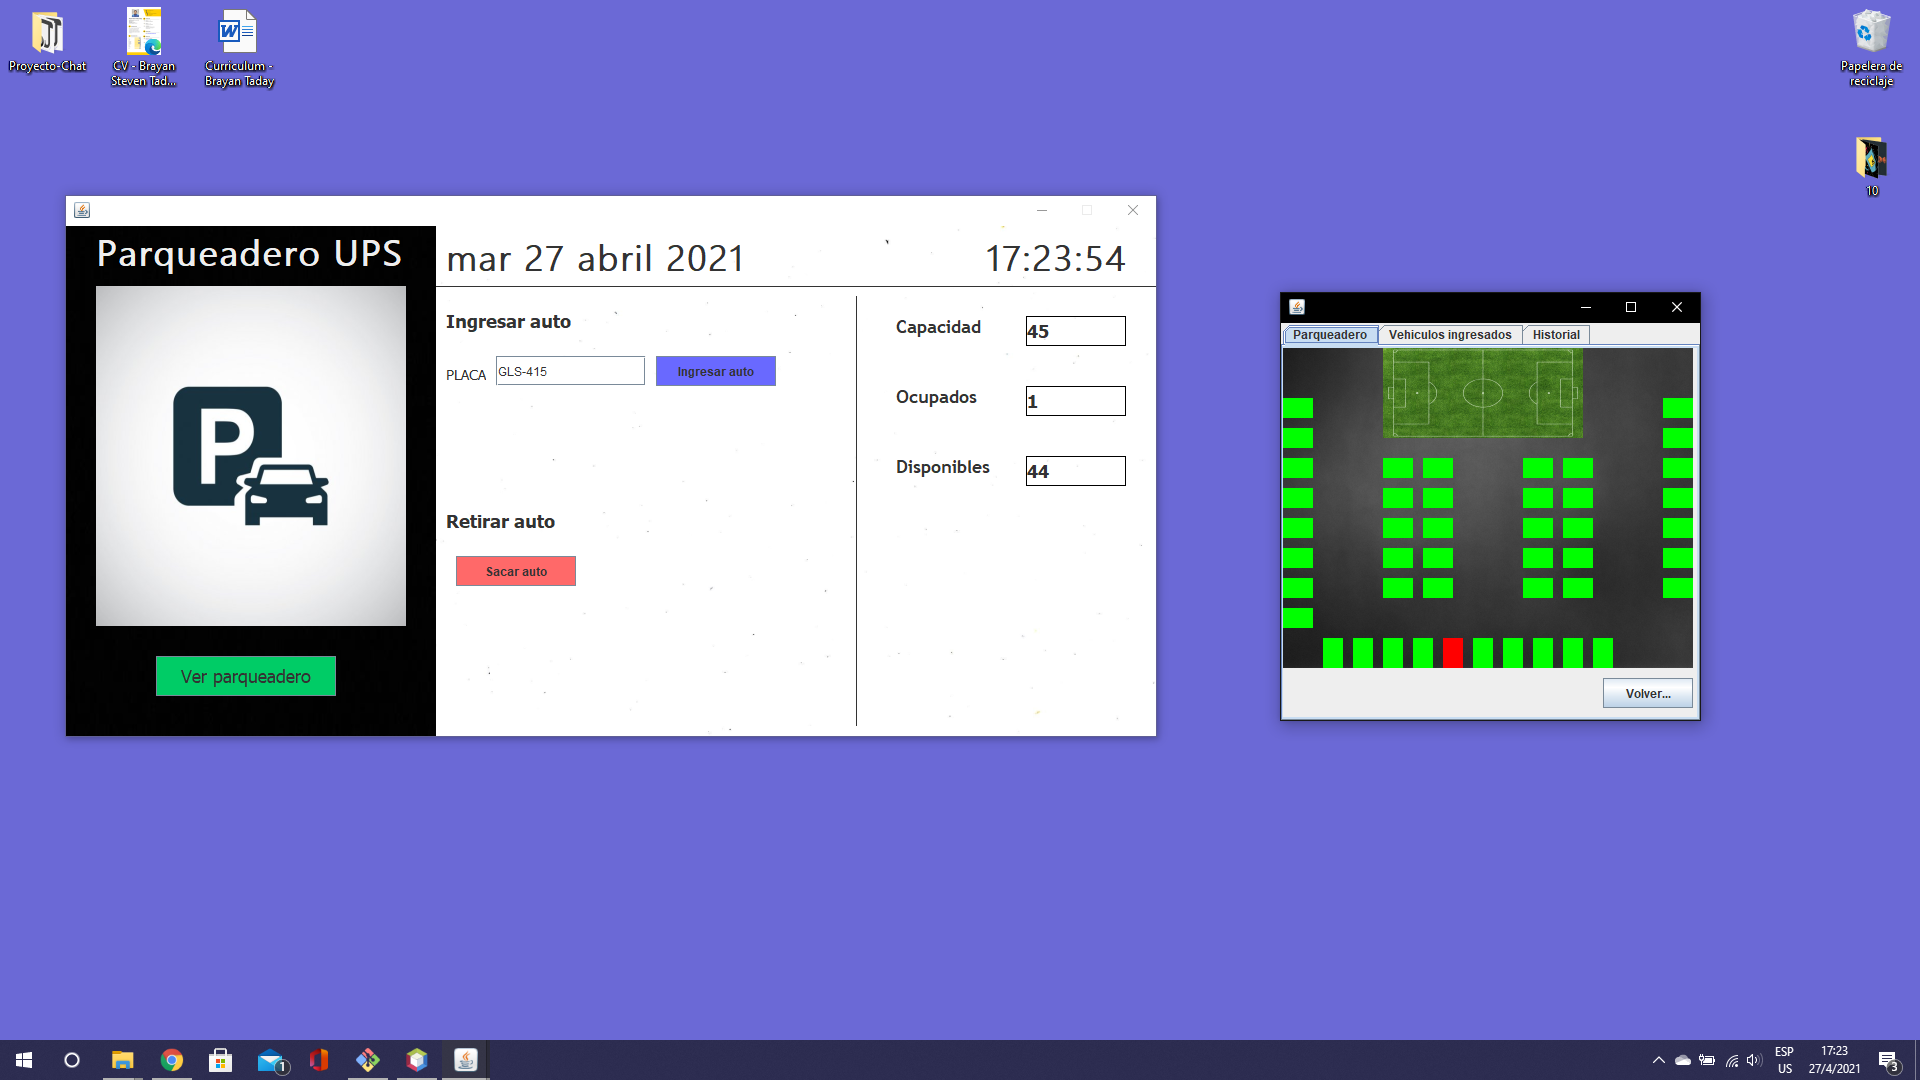 Proyecto-Chat
CV - Brayan
Steven Tad...
Curriculum -
Brayan Taday
Papelera de
reciclaje
10
Parqueadero UPS
mar 27 abril 2021
17:23:54
P
Ver parqueadero
Ingresar auto
PLACA
GLS-415
Ingresar auto
Retirar auto
Sacar auto
Capacidad
45
Ocupados
1
Disponibles
44
Parqueadero
Vehiculos ingresados
Historial
Volver...
1
ESP
US
17:23
27/4/2021
3